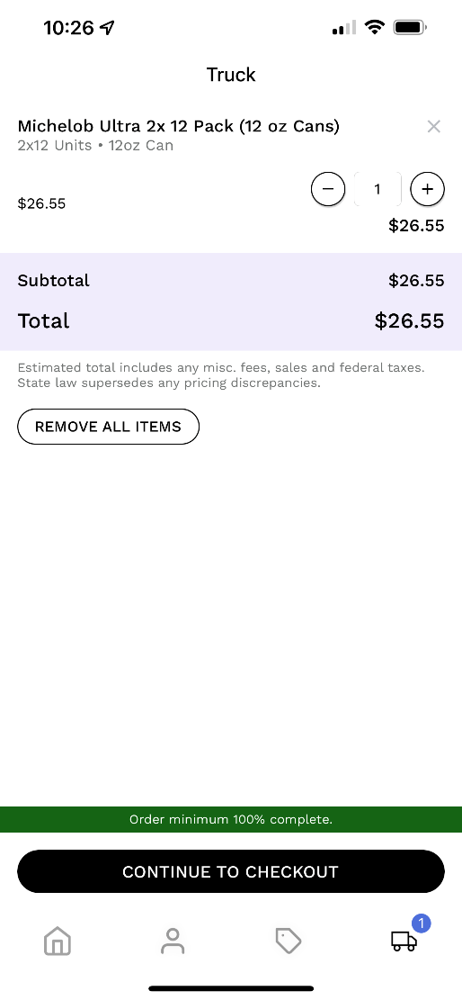 10:26
Truck
Michelob Ultra 2x 12 Pack (12 oz Cans)
2x12 Units • 12oz Can
$26.55
1
$26.55
Subtotal $26.55
Total $26.55
Estimated total includes any misc. fees, sales and federal taxes.
State law supersedes any pricing discrepancies.
REMOVE ALL ITEMS
Order minimum 100% complete.
CONTINUE TO CHECKOUT
1